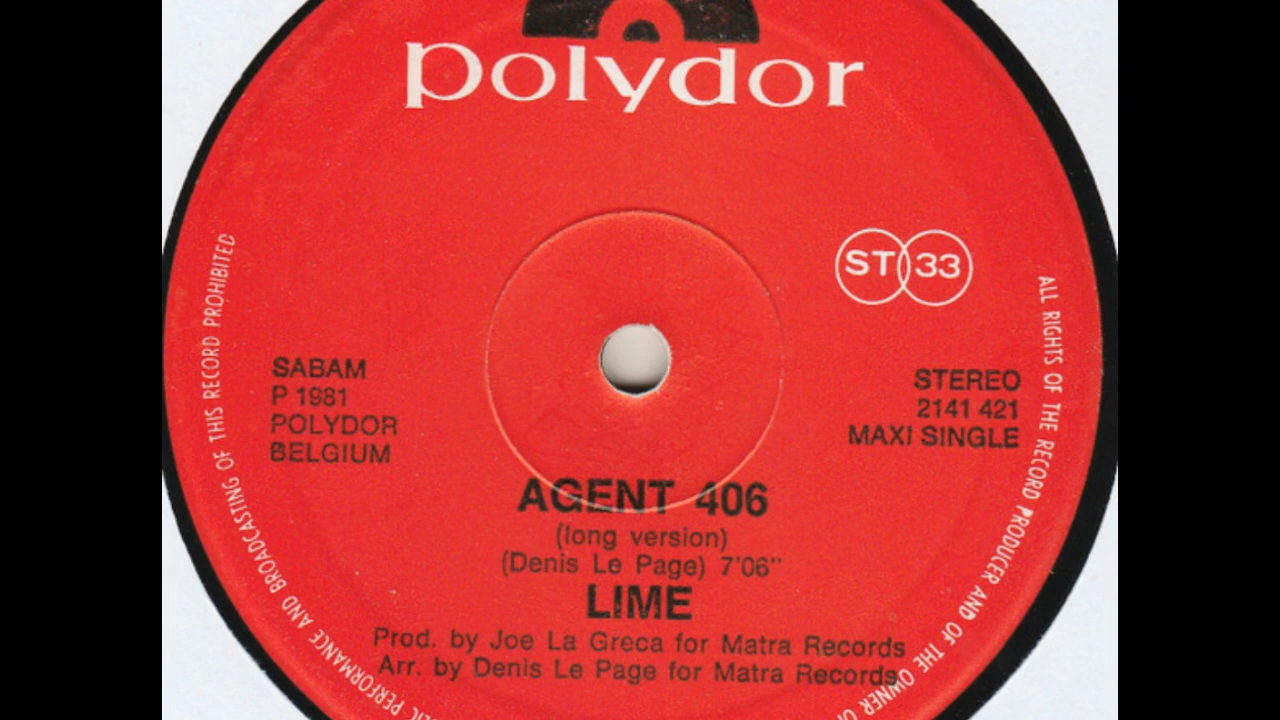 polydor
ST 33
SABAM
P 1981
POLYDOR
BELGIUM
STEREO
2141 421
MAXI SINGLE
AGENT 406
(long version)
(Denis Le Page) 7'06"
LIME
Prod. by Joe La Greca for Matra Records
Arr. by Denis Le Page for Matra Records
ALL RIGHTS OF THE RECORD PRODUCER AND OF THE OWNER
PERFORMANCE AND BROADCASTING OF THIS RECORD PROHIBITED